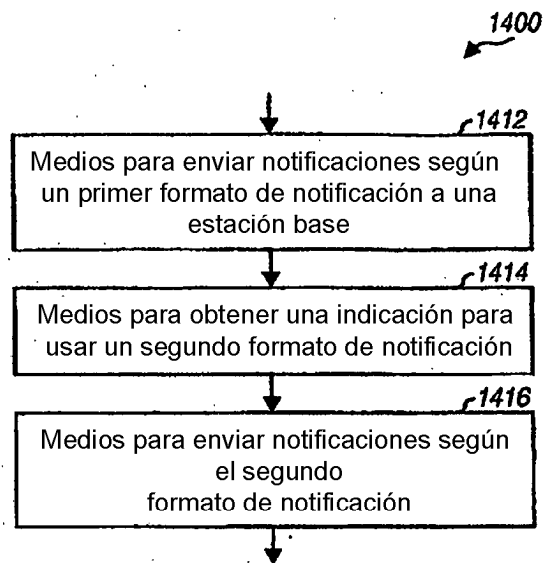 1400
1412
Medios para enviar notificaciones según
un primer formato de notificación a una
estación base
1414
Medios para obtener una indicación para
usar un segundo formato de notificación
1416
Medios para enviar notificaciones según
el segundo
formato de notificación